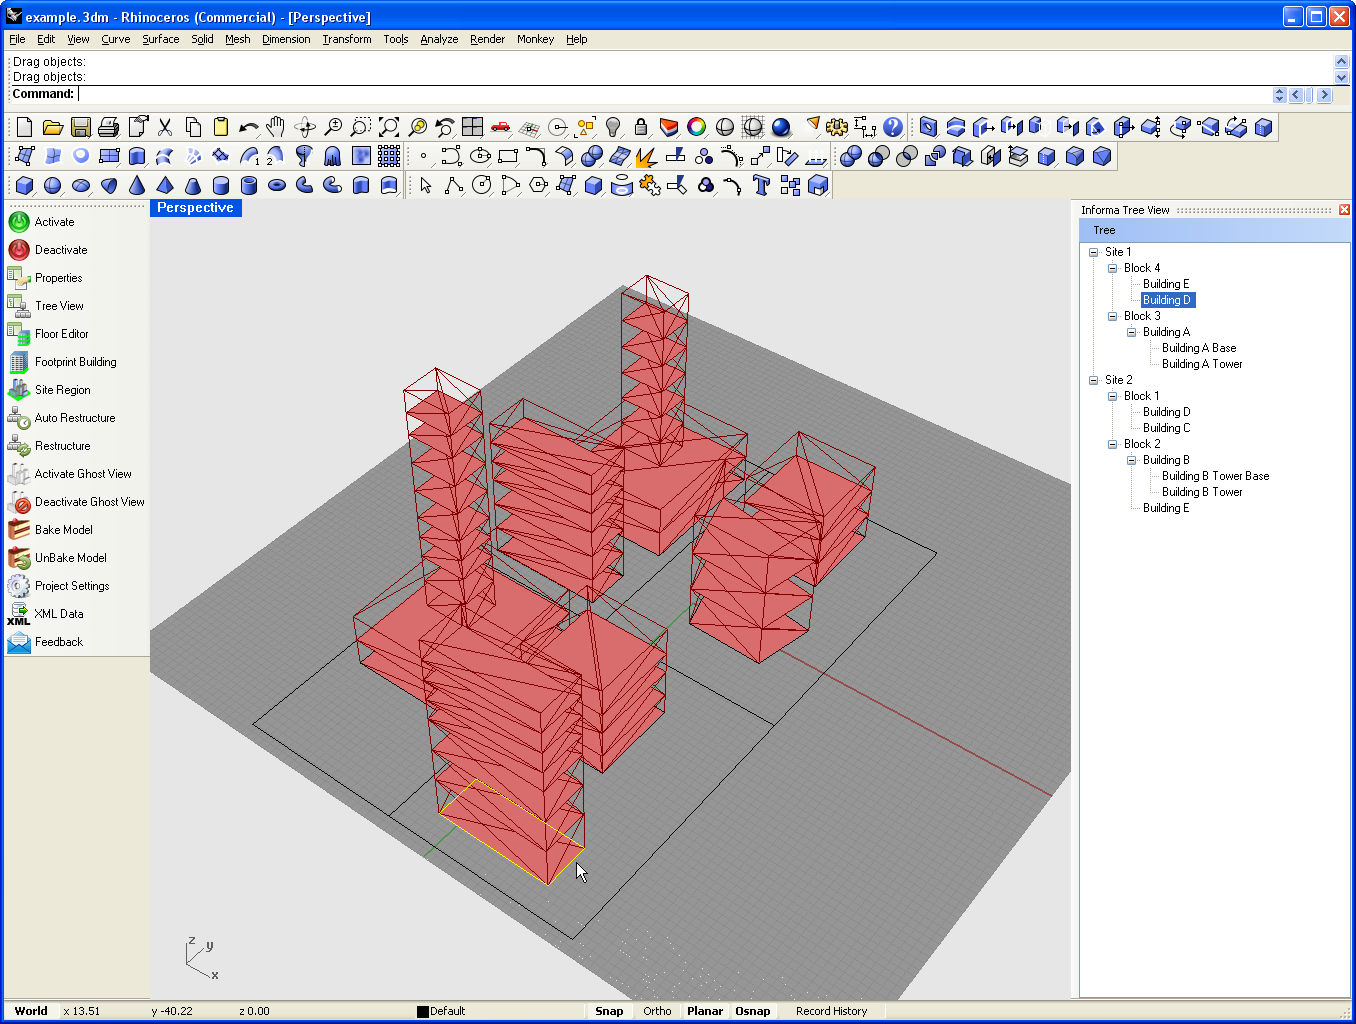 example.3dm - Rhinoceros (Commercial) - [Perspective]
File Edit View Curve Surface Solid Mesh Dimension Transform Tools Analyze Render Monkey Help
Drag objects:
Drag objects:
Command:
1 2
Perspective
Activate
Deactivate
Properties
Tree View
Floor Editor
Footprint Building
Site Region
Auto Restructure
Restructure
Activate Ghost View
Deactivate Ghost View
Bake Model
UnBake Model
Project Settings
XML XML Data
Feedback
z
y
x
Informa Tree View
Tree
Site 1
Block 4
Building E
Building D
Block 3
Building A
Building A Base
Building A Tower
Site 2
Block 1
Building D
Building C
Block 2
Building B
Building B Tower Base
Building B Tower
Building E
World x 13.51 y -40.22 z 0.00 Default Snap Ortho Planar Osnap Record History